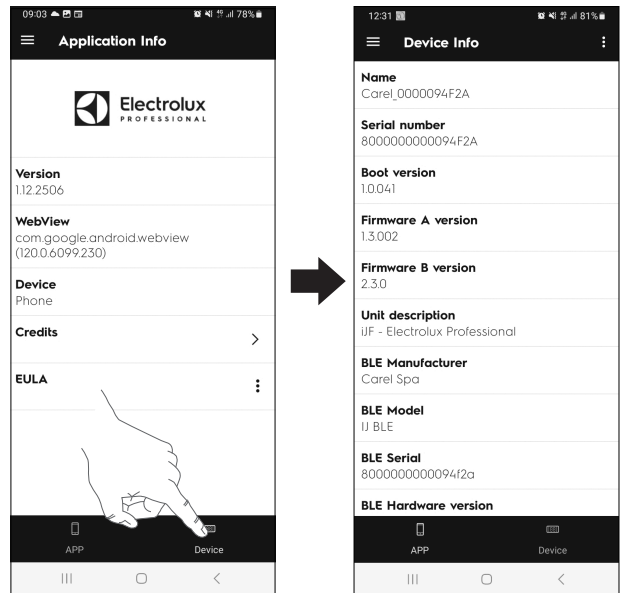 09:03
78%
Application Info
Electrolux
PROFESSIONAL
Version
1.12.2506
WebView
com.google.android.webview
(120.0.6099.230)
Device
Phone
Credits
EULA
APP
Device
12:31
81%
Device Info
Name
Carel_0000094F2A
Serial number
8000000000094F2A
Boot version
1.0.041
Firmware A version
1.3.002
Firmware B version
2.3.0
Unit description
iJF - Electrolux Professional
BLE Manufacturer
Carel Spa
BLE Model
IJ BLE
BLE Serial
8000000000094f2a
BLE Hardware version
APP
Device